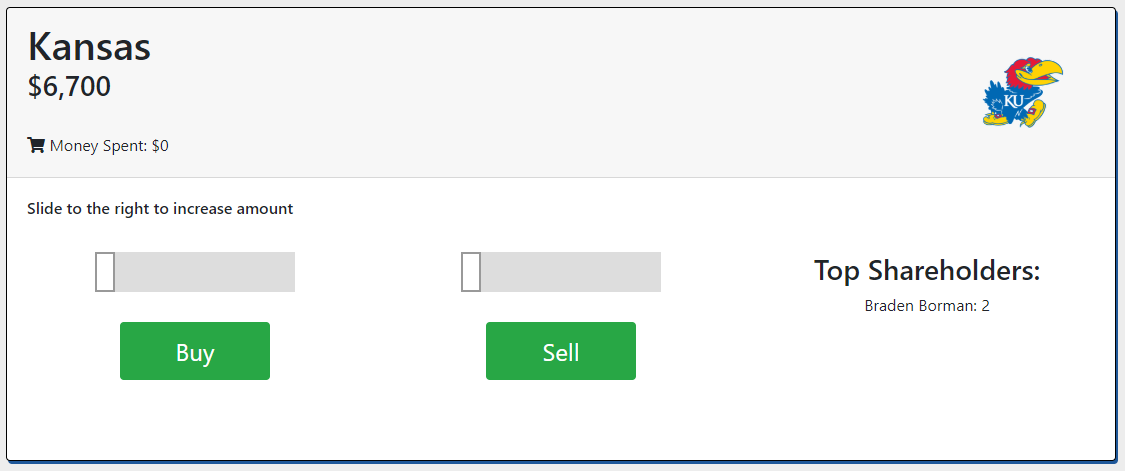 Kansas
$6,700
KU
Money Spent: $0
Slide to the right to increase amount
Top Shareholders:
Braden Borman: 2
Buy
Sell